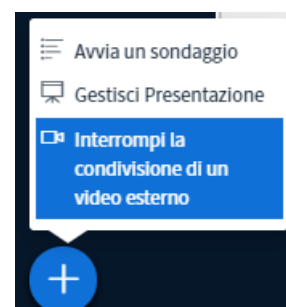 Avvia un sondaggio
Gestisci Presentazione
Interrompi la
condivisione di un
video esterno